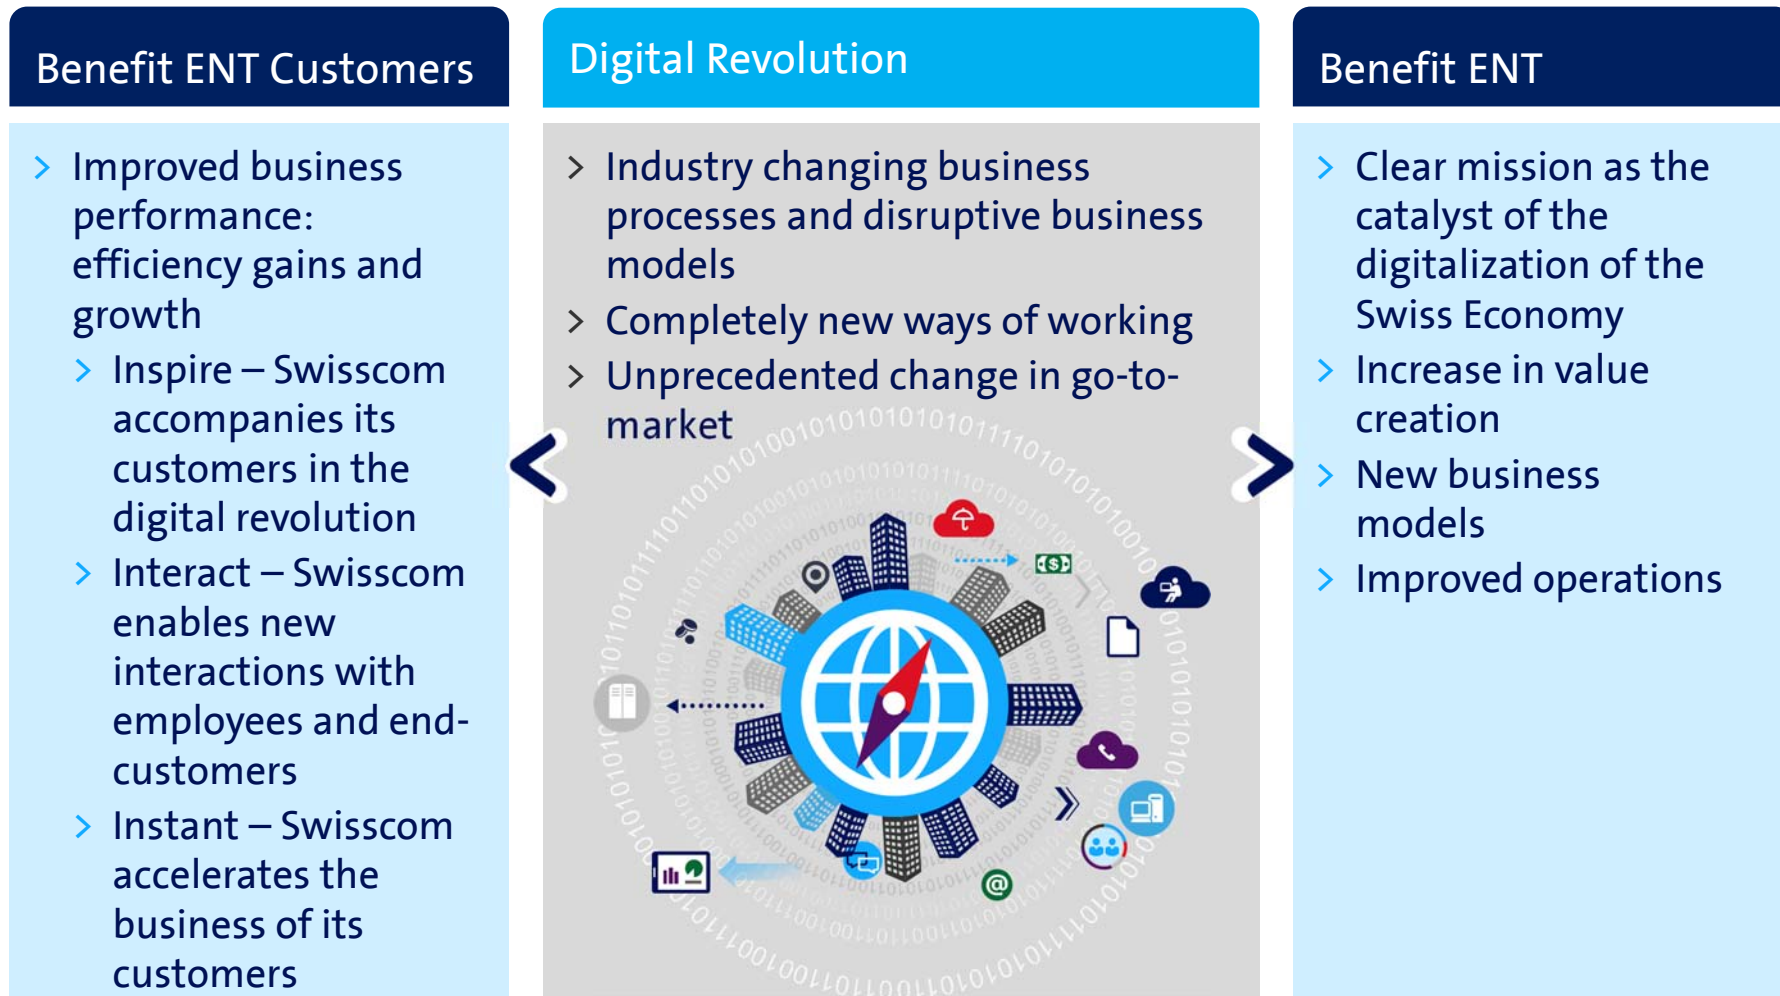 Benefit ENT Customers
> Improved business
performance:
efficiency gains and
growth
> Inspire – Swisscom
accompanies its
customers in the
digital revolution
> Interact – Swisscom
enables new
interactions with
employees and end-
customers
> Instant – Swisscom
accelerates the
business of its
customers
Digital Revolution
> Industry changing business
processes and disruptive business
models
> Completely new ways of working
> Unprecedented change in go-to-
market
$
@
Benefit ENT
> Clear mission as the
catalyst of the
digitalization of the
Swiss Economy
> Increase in value
creation
> New business
models
> Improved operations